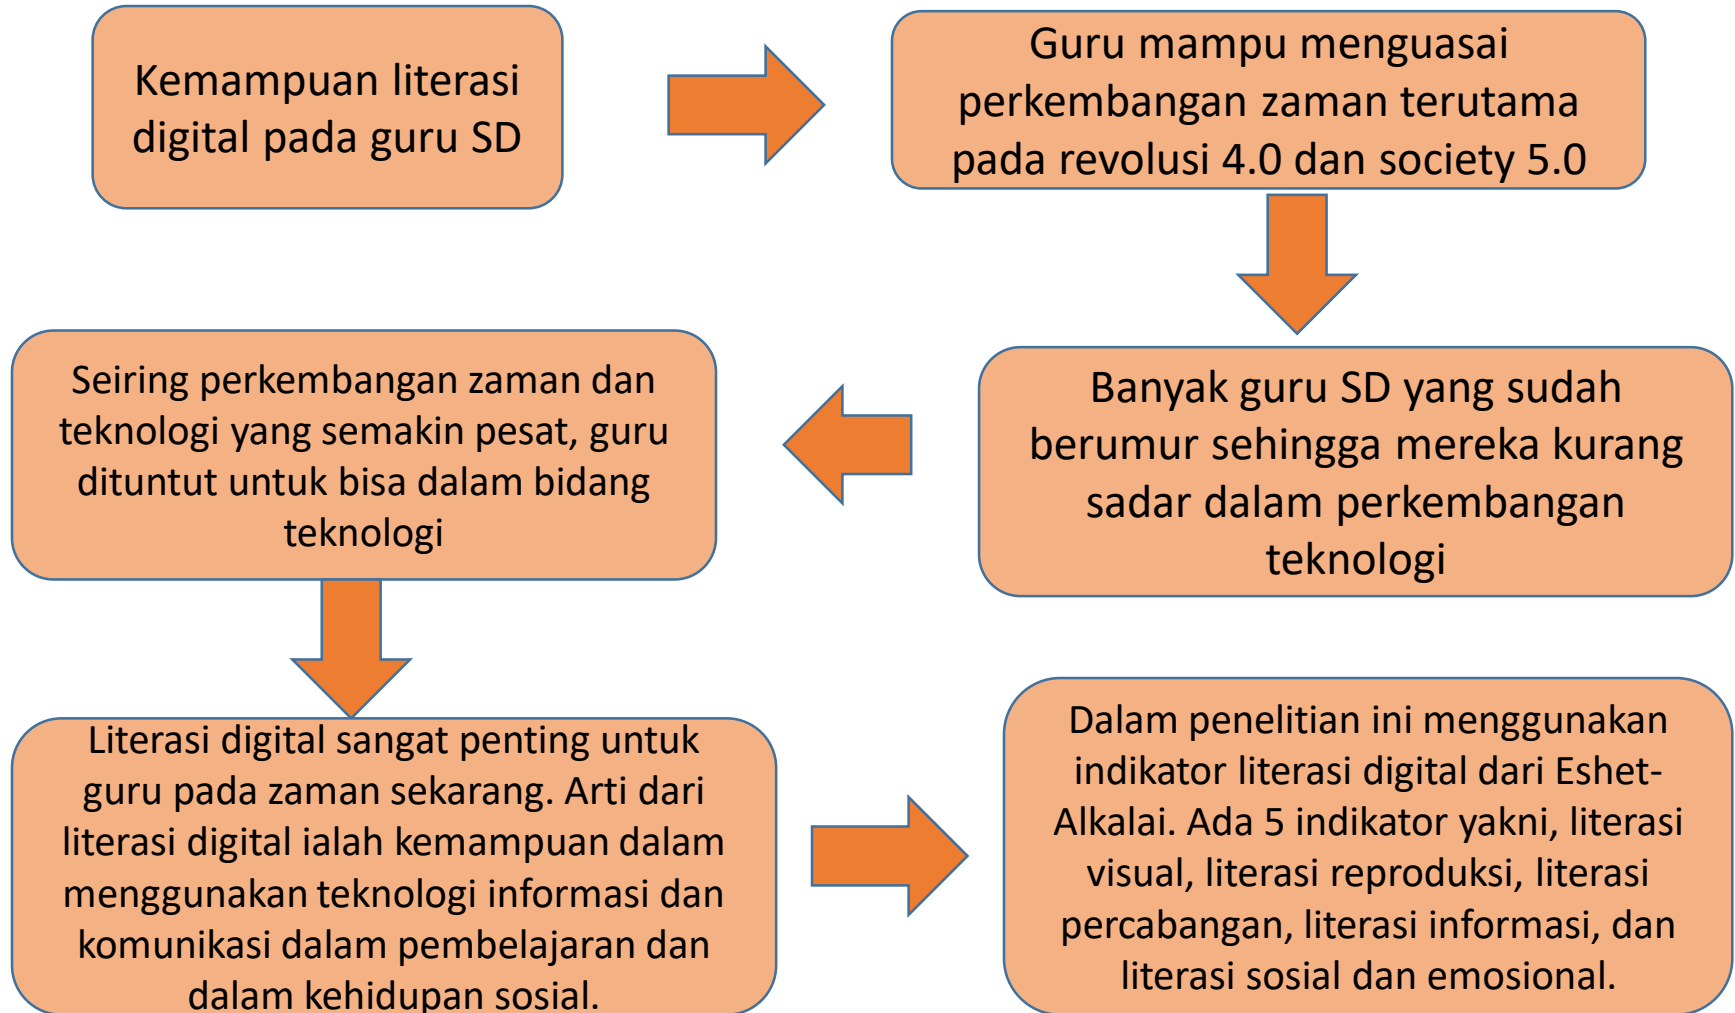 Kemampuan literasi
digital pada guru SD
Guru mampu menguasai
perkembangan zaman terutama
pada revolusi 4.0 dan society 5.0
Banyak guru SD yang sudah
berumur sehingga mereka kurang
sadar dalam perkembangan
teknologi
Seiring perkembangan zaman dan
teknologi yang semakin pesat, guru
dituntut untuk bisa dalam bidang
teknologi
Literasi digital sangat penting untuk
guru pada zaman sekarang. Arti dari
literasi digital ialah kemampuan dalam
menggunakan teknologi informasi dan
komunikasi dalam pembelajaran dan
dalam kehidupan sosial.
Dalam penelitian ini menggunakan
indikator literasi digital dari Eshet-
Alkalai. Ada 5 indikator yakni, literasi
visual, literasi reproduksi, literasi
percabangan, literasi informasi, dan
literasi sosial dan emosional.